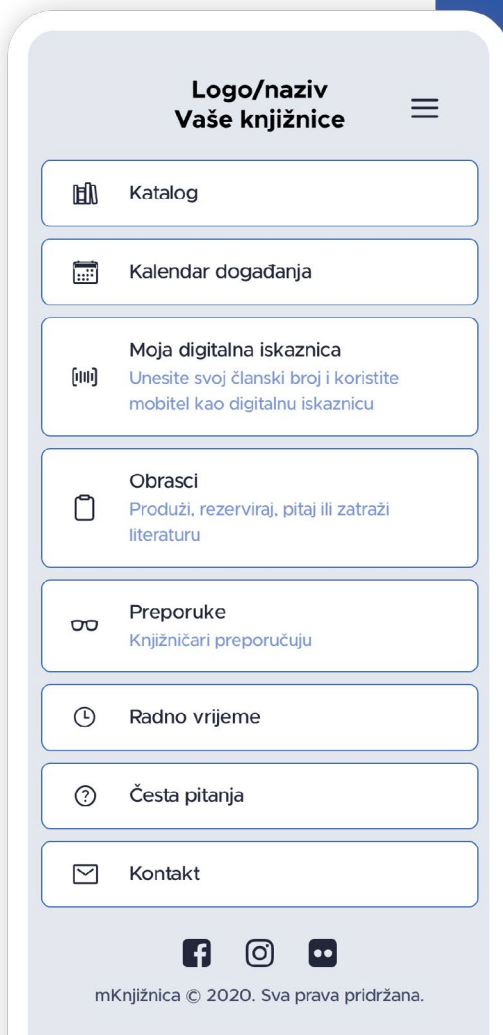 Logo/naziv
Vaše knjižnice
Katalog
Kalendar događanja
Moja digitalna iskaznica
Unesite svoj članski broj i koristite
mobitel kao digitalnu iskaznicu
Obrasci
Produži, rezerviraj, pitaj ili zatraži
literaturu
Preporuke
Knjižničari preporučuju
Radno vrijeme
Česta pitanja
Kontakt
mKnjižnica © 2020. Sva prava pridržana.